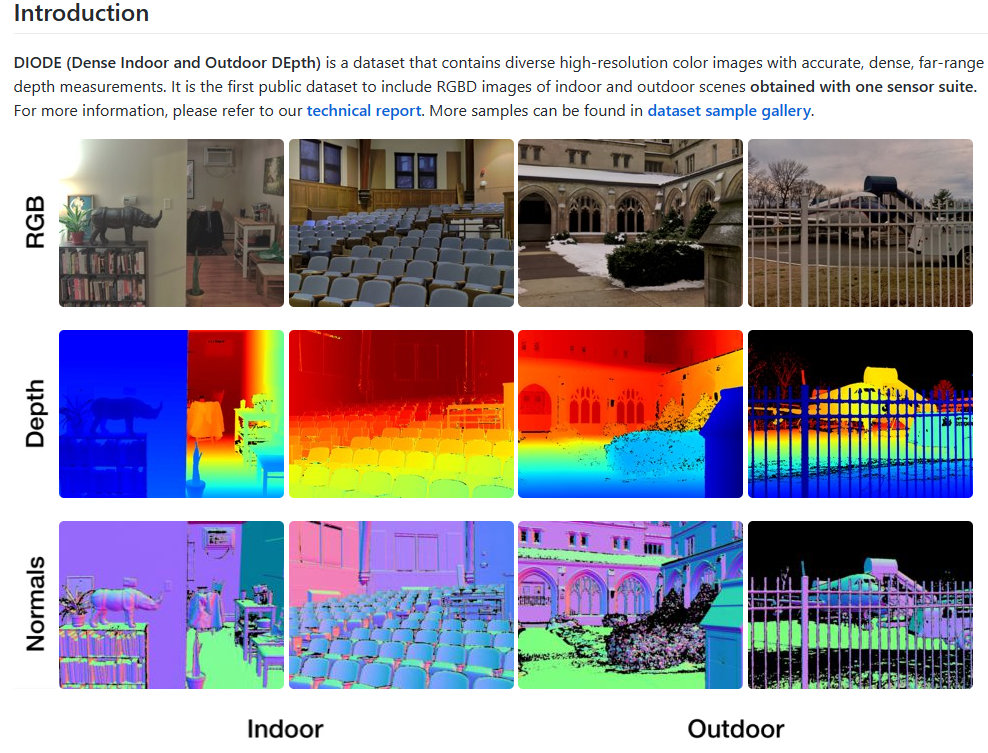 Introduction
DIODE (Dense Indoor and Outdoor DEpth) is a dataset that contains diverse high-resolution color images with accurate, dense, far-range
depth measurements. It is the first public dataset to include RGBD images of indoor and outdoor scenes obtained with one sensor suite.
For more information, please refer to our technical report. More samples can be found in dataset sample gallery.
RGB
Depth
Normals
Indoor
Outdoor